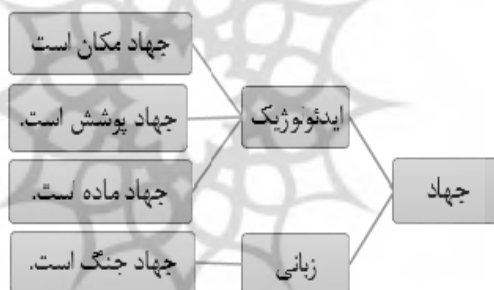 جهاد
ایدئولوژیک
جهاد مکان است
جهاد پوشش است.
جهاد ماده است.
زبانی
جهاد جنگ است.